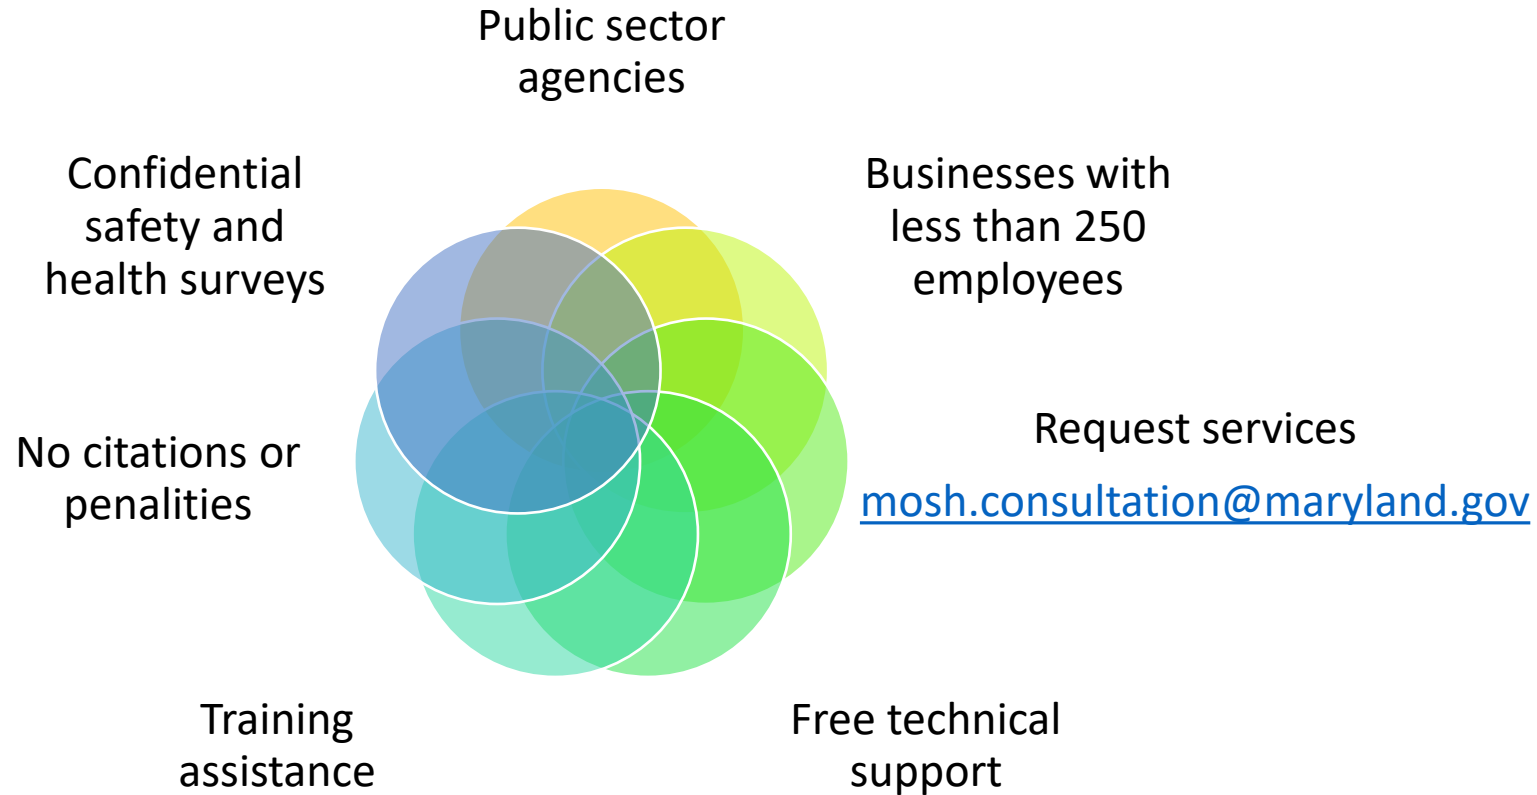 Public sector
agencies
Businesses with
less than 250
employees
Request services
mosh.consultation@maryland.gov
Free technical
support
Training
assistance
No citations or
penalities
Confidential
safety and
health surveys